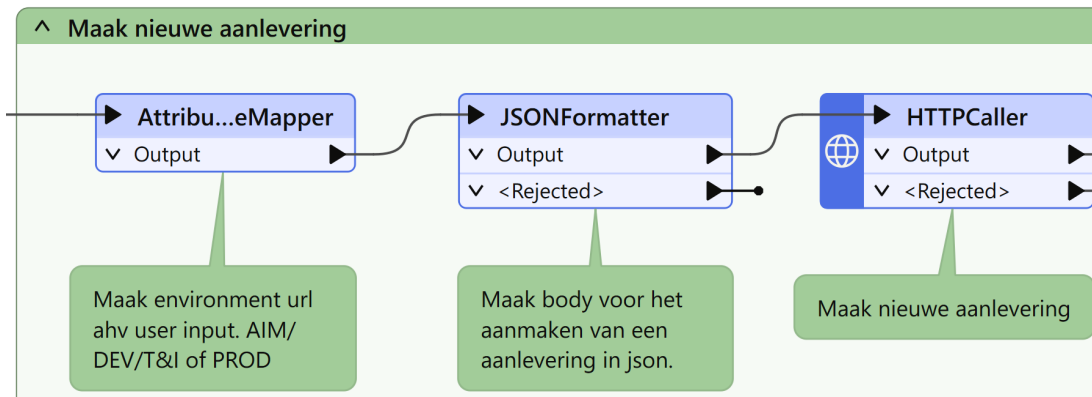 Maak nieuwe aanlevering
Attribu...eMapper
Output
JSONFormatter
Output
<Rejected>
HTTPCaller
Output
<Rejected>
Maak environment url
ahv user input. AIM/
DEV/T&I of PROD
Maak body voor het
aanmaken van een
aanlevering in json.
Maak nieuwe aanlevering